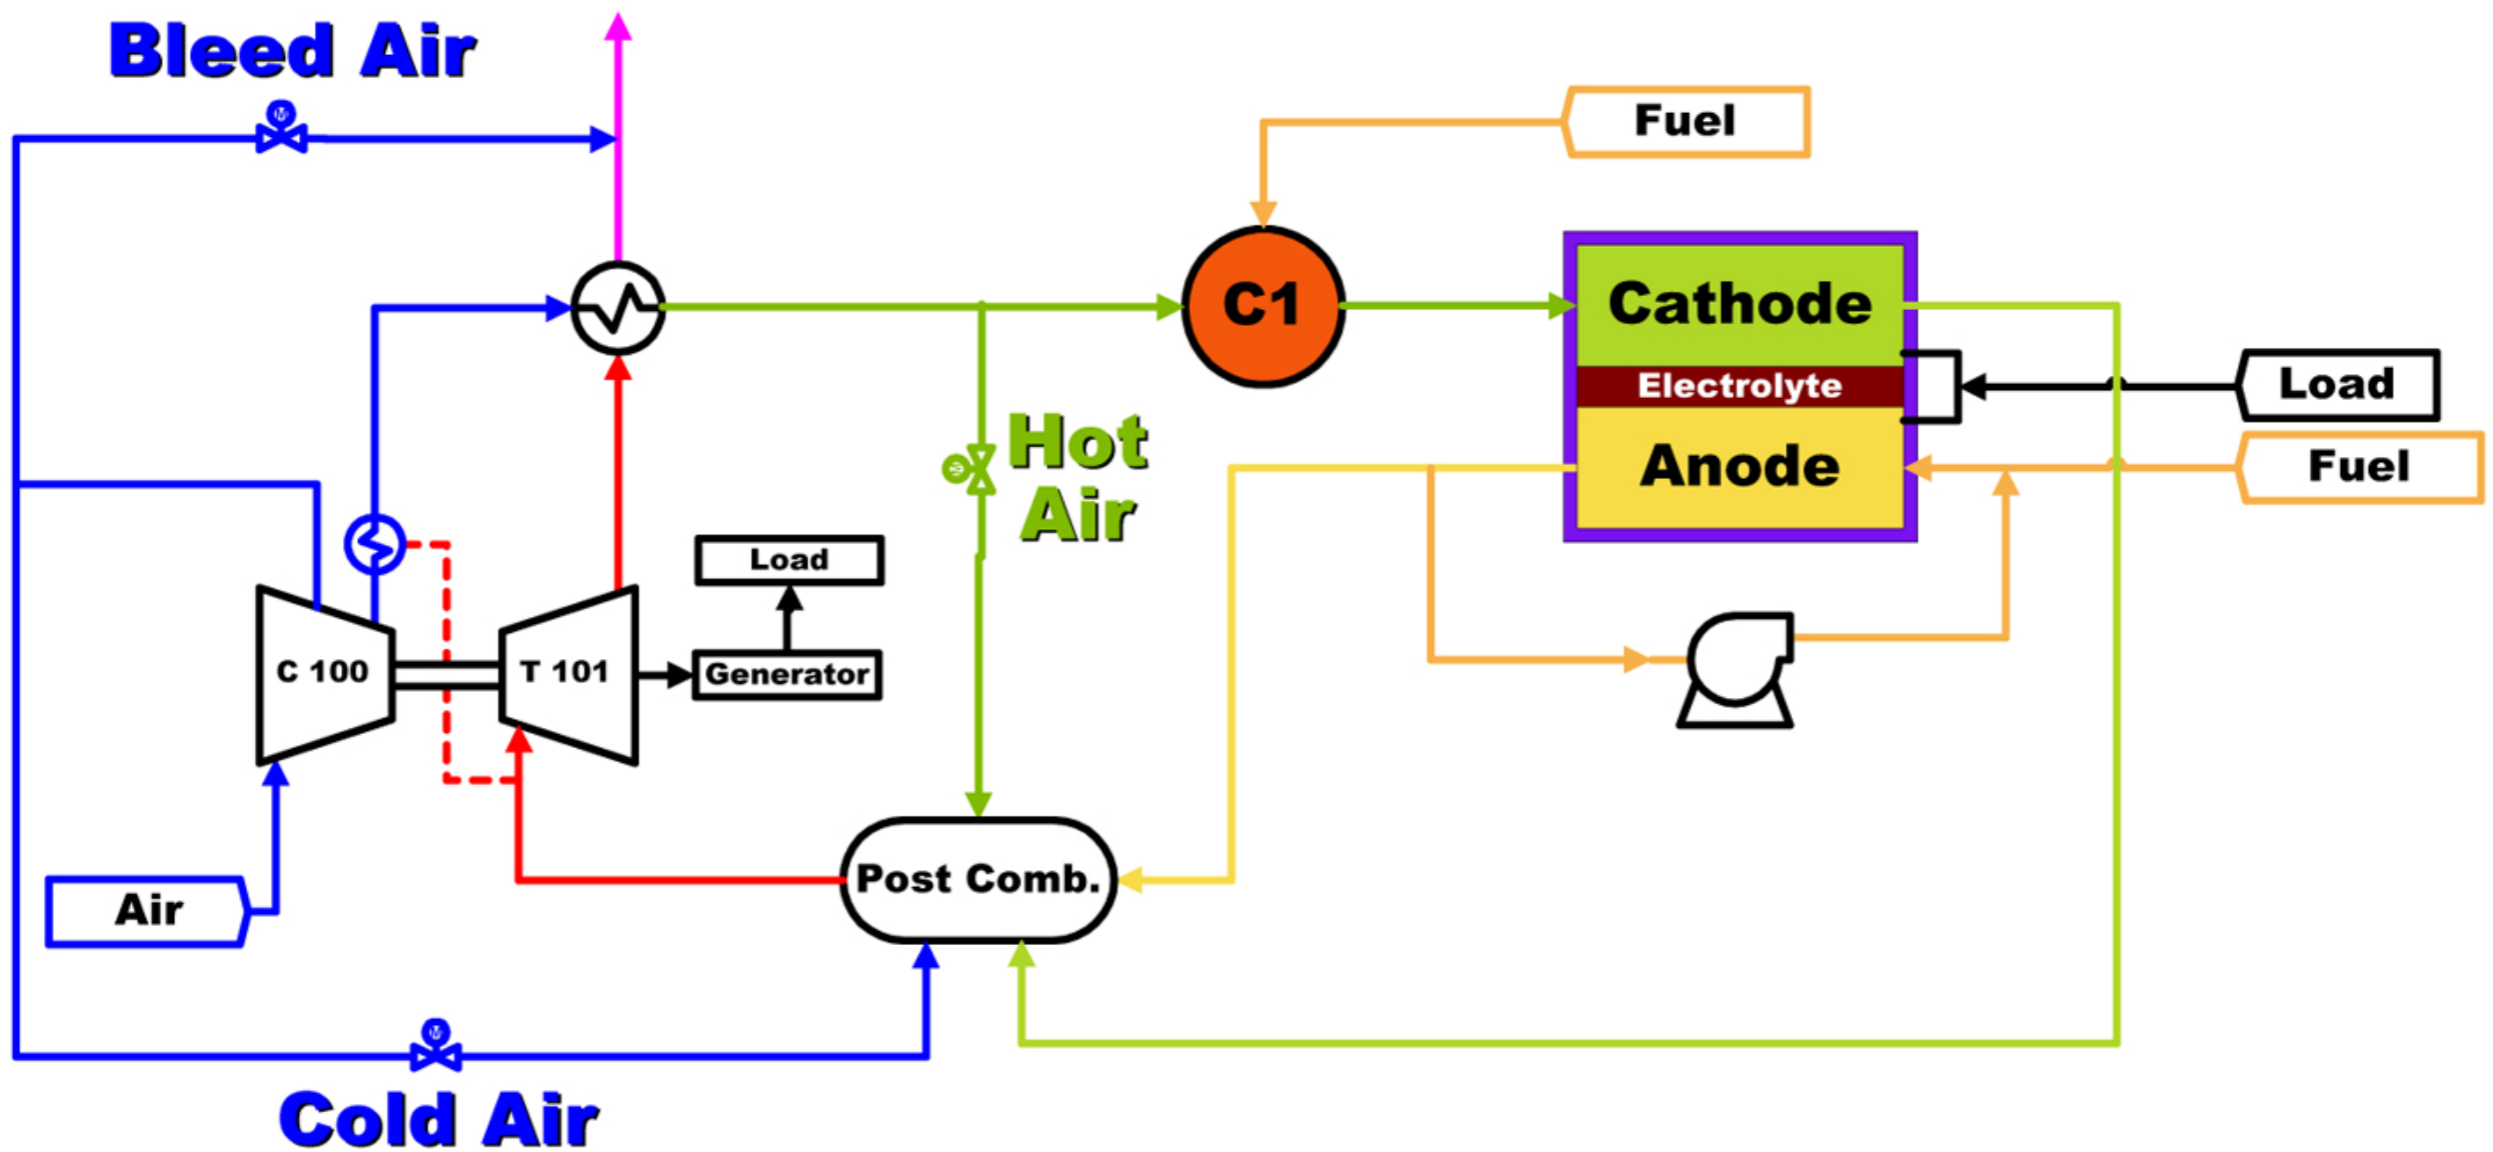 Bleed Air
M
Fuel
C1
Cathode
Electrolyte
Anode
Load
Fuel
Hot
Air
Load
Generator
C 100
T 101
Post Comb.
Air
M
Cold Air